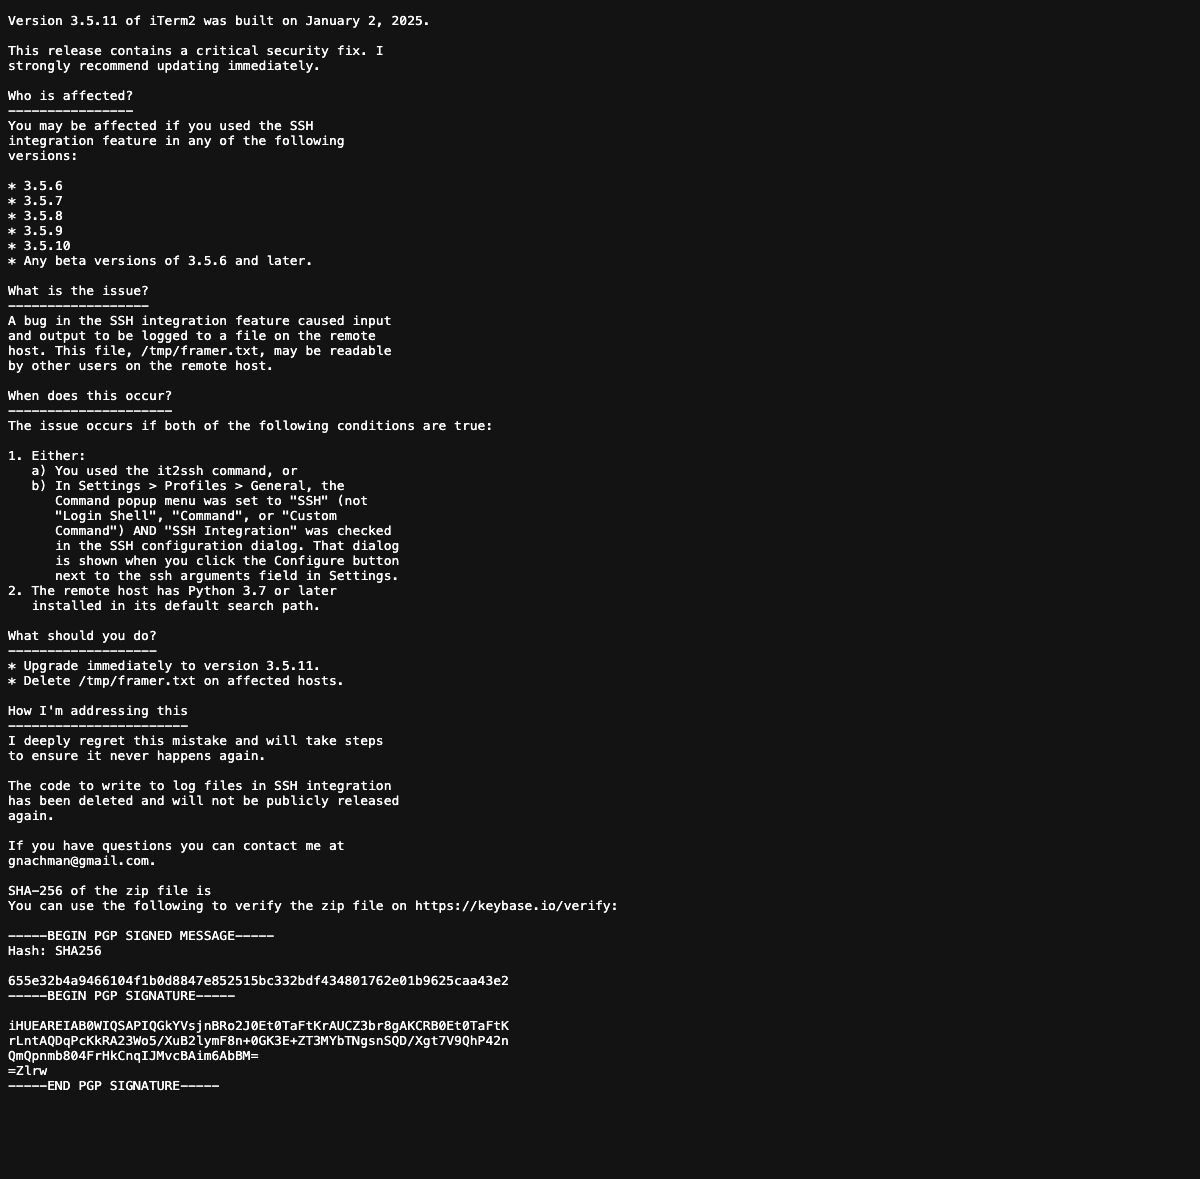 Version 3.5.11 of iTerm2 was built on January 2, 2025.
This release contains a critical security fix. I
strongly recommend updating immediately.
Who is affected?
----------------
You may be affected if you used the SSH
integration feature in any of the following
versions:
* 3.5.6
* 3.5.7
* 3.5.8
* 3.5.9
* 3.5.10
* Any beta versions of 3.5.6 and later.
What is the issue?
------------------
A bug in the SSH integration feature caused input
and output to be logged to a file on the remote
host. This file, /tmp/framer.txt, may be readable
by other users on the remote host.
When does this occur?
---------------------
The issue occurs if both of the following conditions are true:
1. Either:
   a) You used the it2ssh command, or
   b) In Settings > Profiles > General, the
      Command popup menu was set to "SSH" (not
      "Login Shell", "Command", or "Custom
      Command") AND "SSH Integration" was checked
      in the SSH configuration dialog. That dialog
      is shown when you click the Configure button
      next to the ssh arguments field in Settings.
2. The remote host has Python 3.7 or later
   installed in its default search path.
What should you do?
-------------------
* Upgrade immediately to version 3.5.11.
* Delete /tmp/framer.txt on affected hosts.
How I'm addressing this
-----------------------
I deeply regret this mistake and will take steps
to ensure it never happens again.
The code to write to log files in SSH integration
has been deleted and will not be publicly released
again.
If you have questions you can contact me at
gnachman@gmail.com.
SHA-256 of the zip file is
You can use the following to verify the zip file on https://keybase.io/verify:
-----BEGIN PGP SIGNED MESSAGE-----
Hash: SHA256
655e32b4a9466104f1b0d8847e852515bc332bdf434801762e01b9625caa43e2
-----BEGIN PGP SIGNATURE-----
iHUEAREIAB0WIQSAPIQGkYVsjnBRo2J0Et0TaFtKrAUCZ3br8gAKCRB0Et0TaFtK
rLntAQDqPcKkRA23Wo5/XuB2lymF8n+0GK3E+ZT3MYbTNgsnSQD/Xgt7V9QhP42n
QmQpnmb804FrHkCnqIJMvcBAim6AbBM=
=Zlrw
-----END PGP SIGNATURE-----